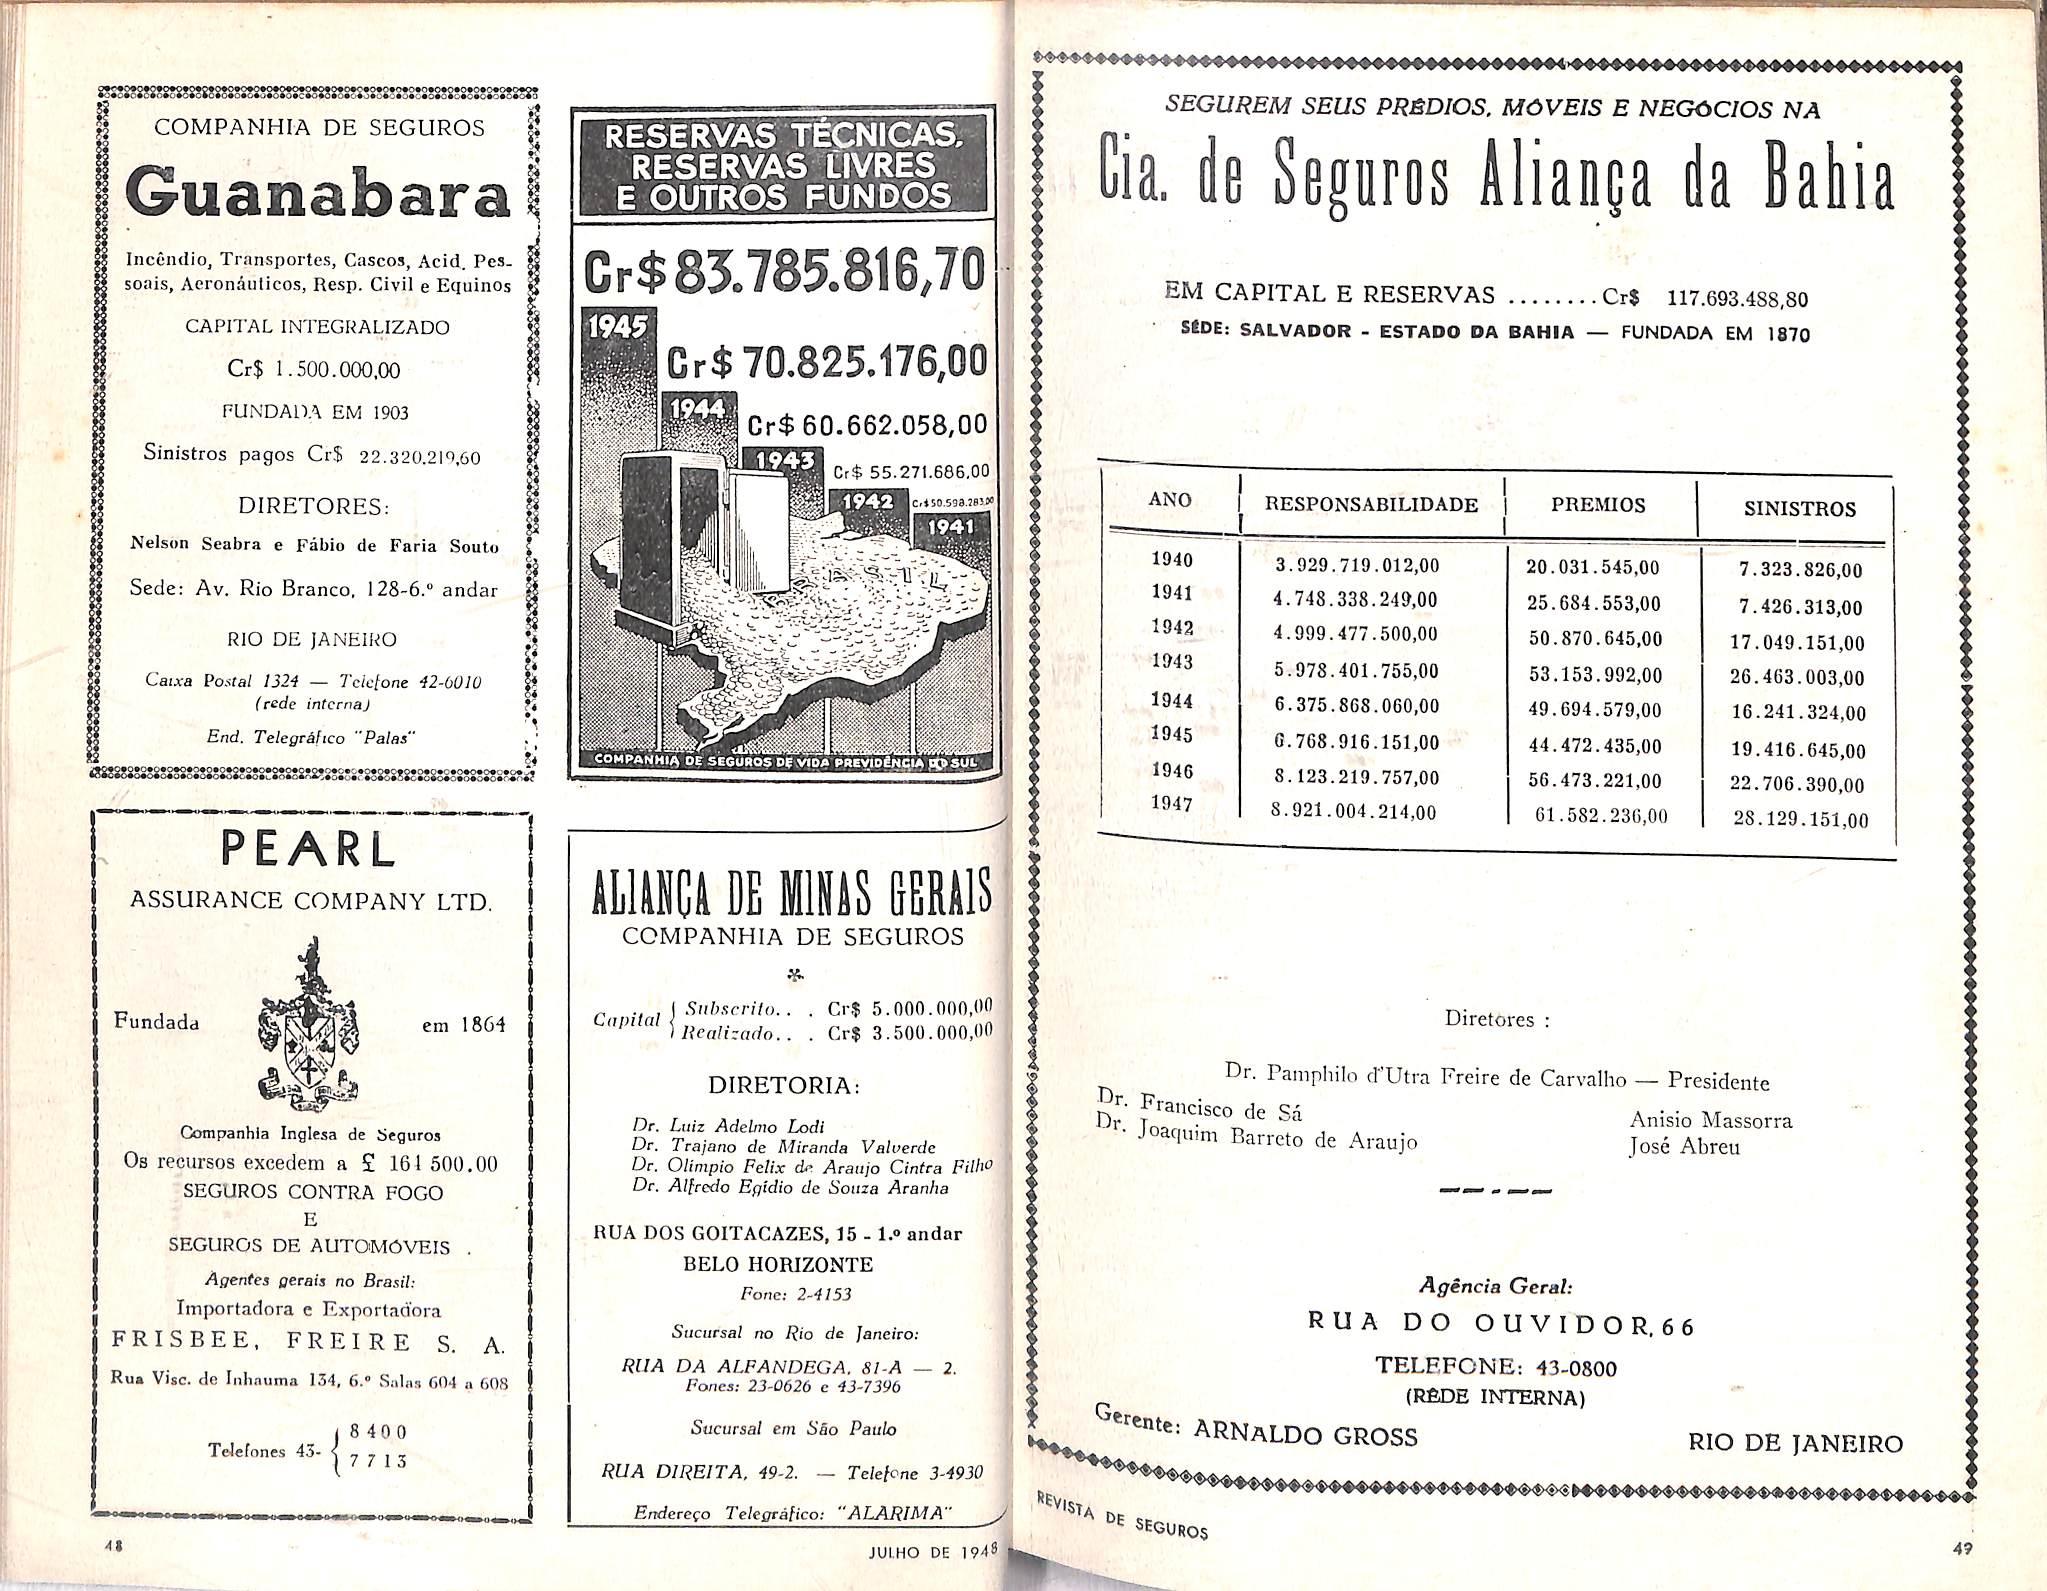 COMPANHIA DE SEGUROS
Guanabara
Incêndio, Transportes, Cascos, Acid. Pes-
soais, Aeronáuticos, Resp. Civil e Equinos
CAPITAL INTEGRALIZADO
Cr$ 1.500.000,00
FUNDADA EM 1903
Sinistros pagos Cr$ 22.320.219,60
DIRETORES:
Nelson Seabra e Fábio de Faria Souto
Sede: Av. Rio Branco, 128-6.º andar
RIO DE JANEIRO
Caixa Postal 1324 — Telefone 42-6010
(rede interna)
End. Telegráfico "Palas"
RESERVAS TÉCNICAS,
RESERVAS LIVRES
E OUTROS FUNDOS
Cr$ 83.785.816,70
1945
Cr$ 70.825.176,00
1944
Cr$ 60.662.058,00
1943
Cr$ 55.271.686,00
1942
Cr$ 50.598.283,00
1941
BRASIL
COMPANHIA DE SEGUROS DE VIDA PREVIDÊNCIA DO SUL
PEARL
ASSURANCE COMPANY LTD.
Fundada em 1864
Companhia Inglesa de Seguros
Os recursos excedem a £ 164 500.00
SEGUROS CONTRA FOGO
E
SEGUROS DE AUTOMÓVEIS .
Agentes gerais no Brasil:
Importadora e Exportadora
FRISBEE, FREIRE S. A.
Rua Visc. de Inhauma 134, 6.º Salas 604 a 608
Telefones 43- { 8400
7713
ALIANÇA DE MINAS GERAIS
COMPANHIA DE SEGUROS
*
Capital { Subscrito.. . Cr$ 5.000.000,00
Realizado.. . Cr$ 3.500.000,00
DIRETORIA:
Dr. Luiz Adelmo Lodi
Dr. Trajano de Miranda Valverde
Dr. Olímpio Felix de Araujo Cintra Filho
Dr. Alfredo Egídio de Souza Aranha
RUA DOS GOITACAZES, 15 - 1.º andar
BELO HORIZONTE
Fone: 2-4153
Sucursal no Rio de Janeiro:
RUA DA ALFANDEGA, 81-A — 2.
Fones: 23-0626 e 43-7396
Sucursal em São Paulo
RUA DIREITA, 49-2. — Telefone 3-4930
Endereço Telegráfico: "ALARIMA"
48
JULHO DE 1948
SEGUREM SEUS PRÉDIOS, MÓVEIS E NEGÓCIOS NA
Cia. de Seguros Aliança da Bahia
EM CAPITAL E RESERVAS ........Cr$ 117.693.488,80
SÉDE: SALVADOR - ESTADO DA BAHIA — FUNDADA EM 1870
ANO RESPONSABILIDADE PREMIOS SINISTROS
1940 3.929.719.012,00 20.031.545,00 7.323.826,00
1941 4.748.338.249,00 25.684.553,00 7.426.313,00
1942 4.999.477.500,00 50.870.645,00 17.049.151,00
1943 5.978.401.755,00 53.153.992,00 26.463.003,00
1944 6.375.868.060,00 49.694.579,00 16.241.324,00
1945 6.768.916.151,00 44.472.435,00 19.416.645,00
1946 8.123.219.757,00 56.473.221,00 22.706.390,00
1947 8.921.004.214,00 61.582.236,00 28.129.151,00
Diretores :
Dr. Pamphilo d'Utra Freire de Carvalho — Presidente
Dr. Francisco de Sá Anisio Massorra
Dr. Joaquim Barreto de Araujo José Abreu
Agência Geral:
RUA DO OUVIDOR, 66
TELEFONE: 43-0800
(RÊDE INTERNA)
Gerente: ARNALDO GROSS RIO DE JANEIRO
REVISTA DE SEGUROS
49